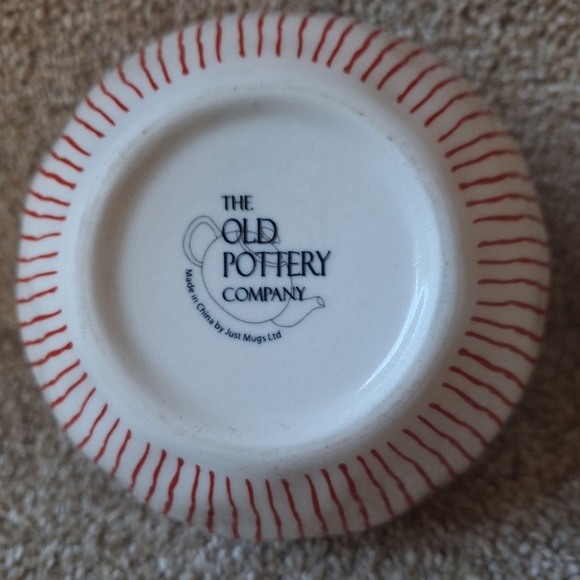 THE
OLD
POTTERY
COMPANY
Made in China by Just Mugs Ltd